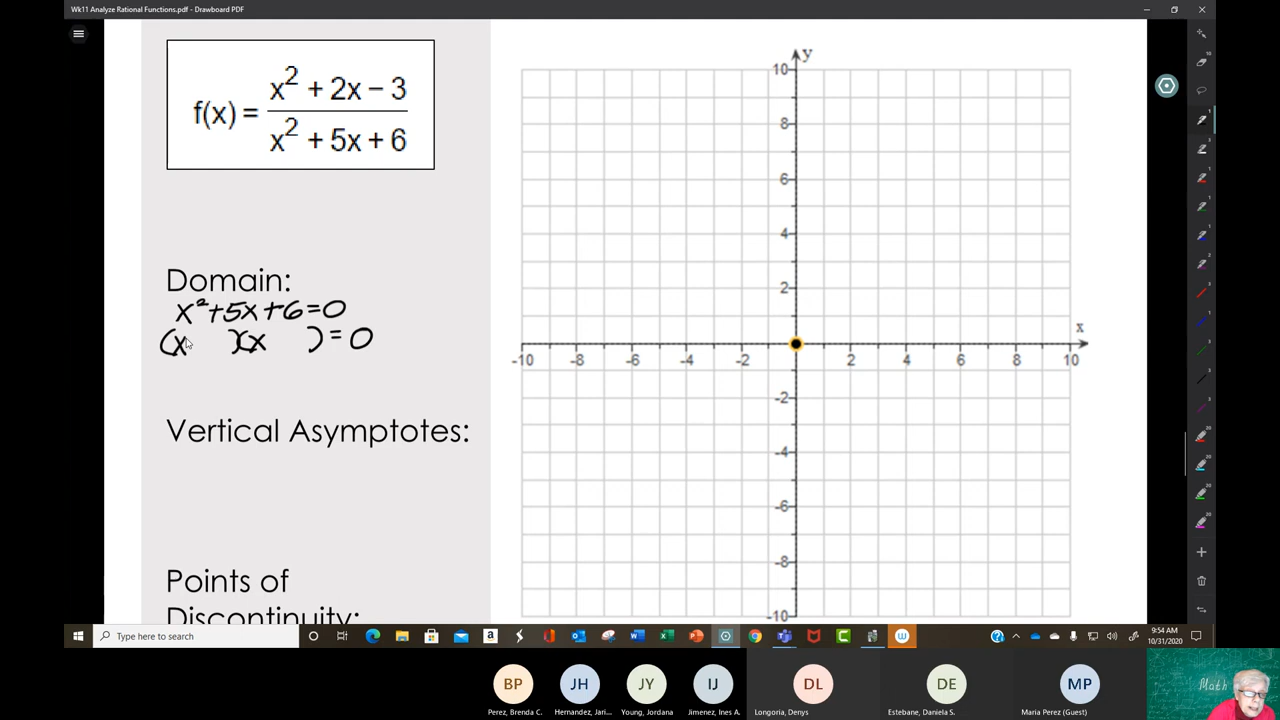 Wk11 Analyze Rational Functions.pdf - Drawboard PDF
f(x) = x² + 2x – 3
x² + 5x + 6
Domain:
x²+5x+6=0
(x )(x ) = 0
Vertical Asymptotes:
Points of
Discontinuity:
y
10
8
6
4
2
x
-10 -8 -6 -4 -2 2 4 6 8 10
-2
-4
-6
-8
-10
Type here to search
9:54 AM
10/31/2020
BP
JH
JY
IJ
DL
DE
MP
Perez, Brenda C.
Hernandez, Jari...
Young, Jordana
Jimenez, Ines A.
Longoria, Denys
Estebane, Daniela S.
Maria Perez (Guest)
Math